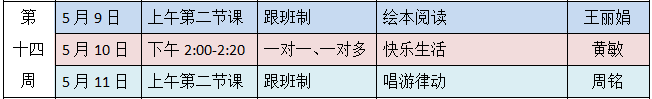 第十四周
5月9日 上午第二节课 跟班制 绘本阅读 王丽娟
5月10日 下午2:00-2:20 一对一、一对多 快乐生活 黄敏
5月11日 上午第二节课 跟班制 唱游律动 周铭